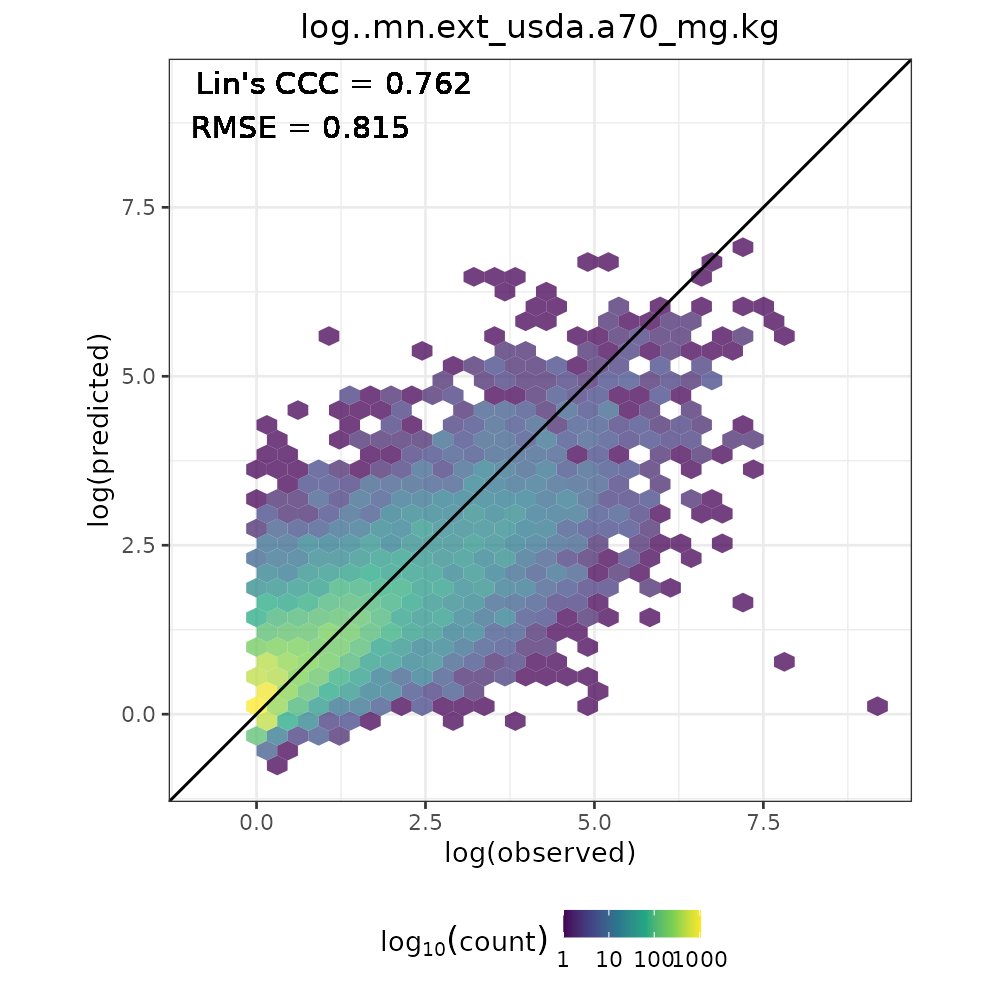 log..mn.ext_usda.a70_mg.kg
Lin's CCC = 0.762
RMSE = 0.815
7.5
5.0
2.5
0.0
log(predicted)
0.0 2.5 5.0 7.5
log(observed)
log₁₀(count)
1 10 100 1000